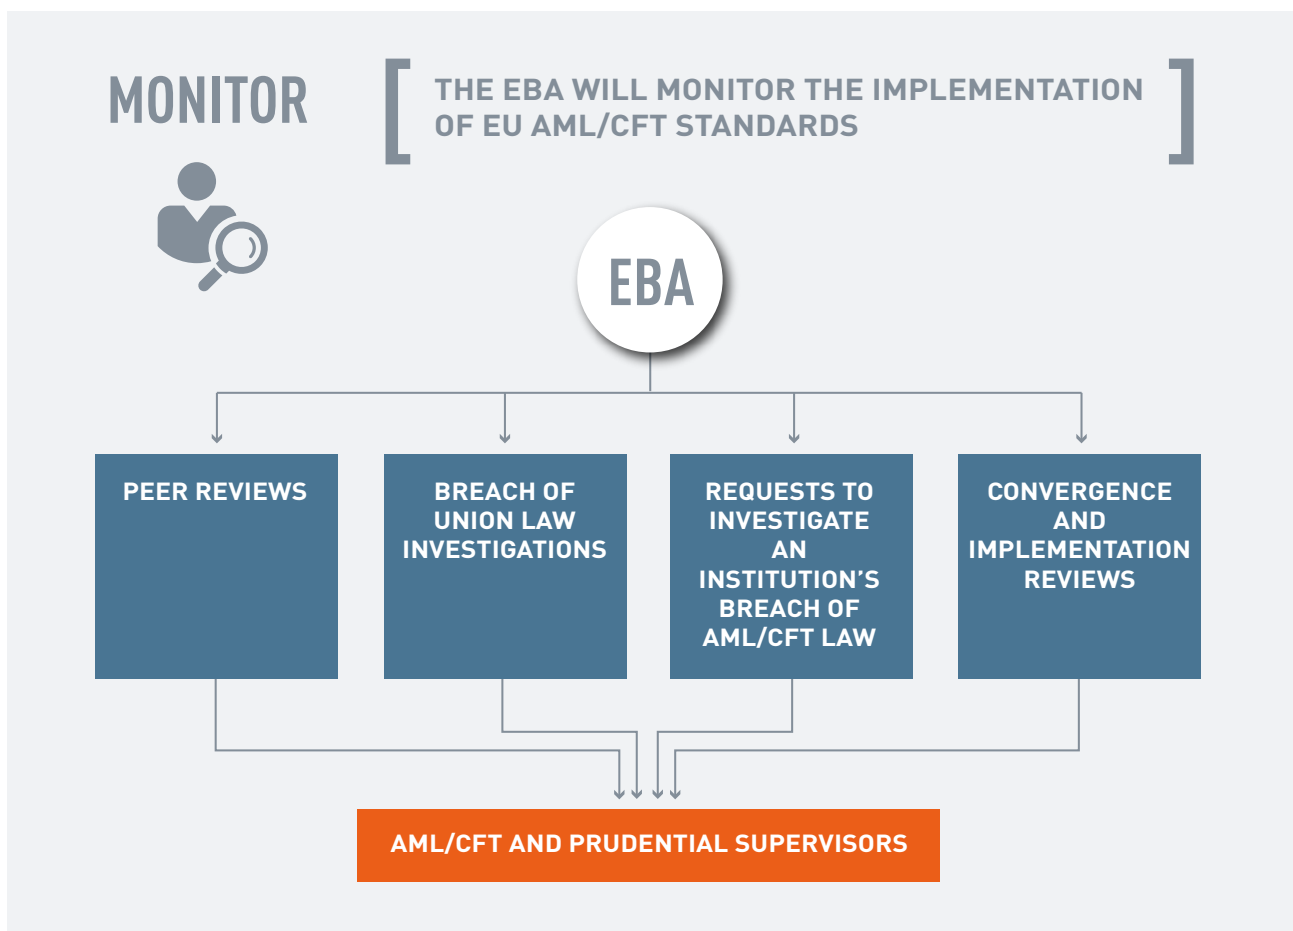 MONITOR
THE EBA WILL MONITOR THE IMPLEMENTATION
OF EU AML/CFT STANDARDS
EBA
PEER REVIEWS
BREACH OF
UNION LAW
INVESTIGATIONS
REQUESTS TO
INVESTIGATE
AN
INSTITUTION’S
BREACH OF
AML/CFT LAW
CONVERGENCE
AND
IMPLEMENTATION
REVIEWS
AML/CFT AND PRUDENTIAL SUPERVISORS